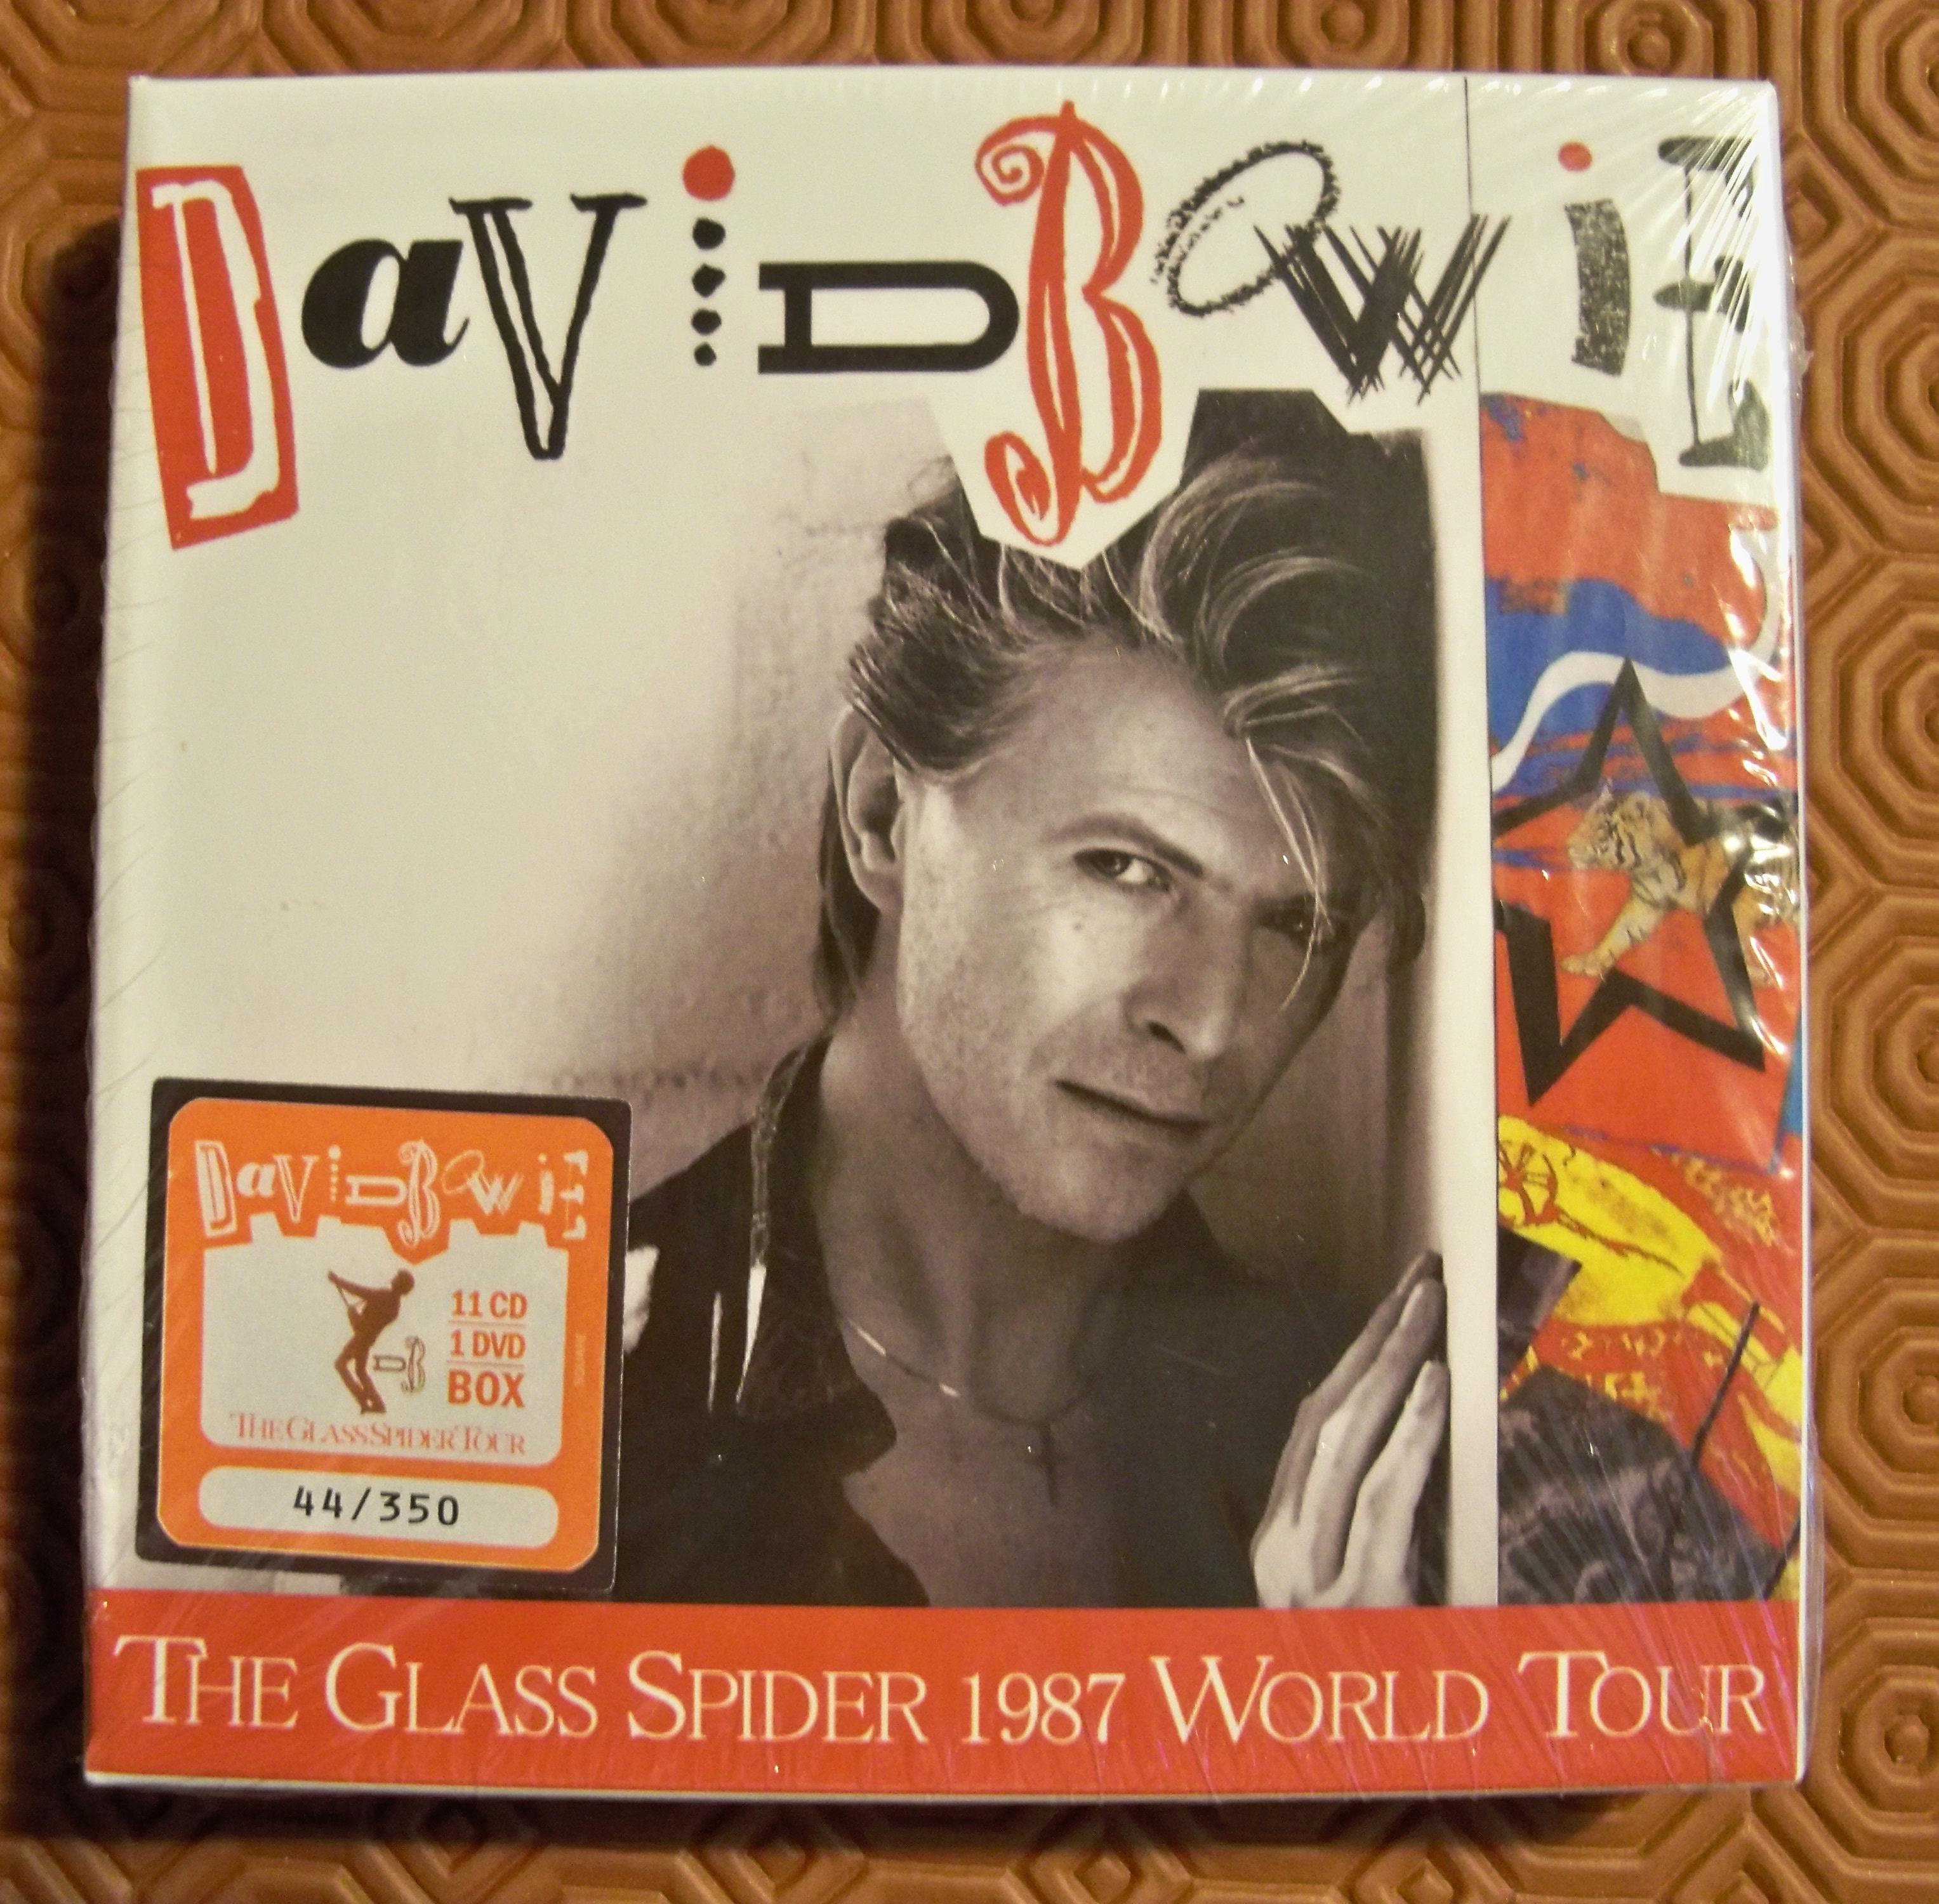 DaViD BowiE
DaViD BowiE
11 CD
1 DVD
BOX
DB
THE GLASS SPIDER TOUR
44/350
THE GLASS SPIDER 1987 WORLD TOUR